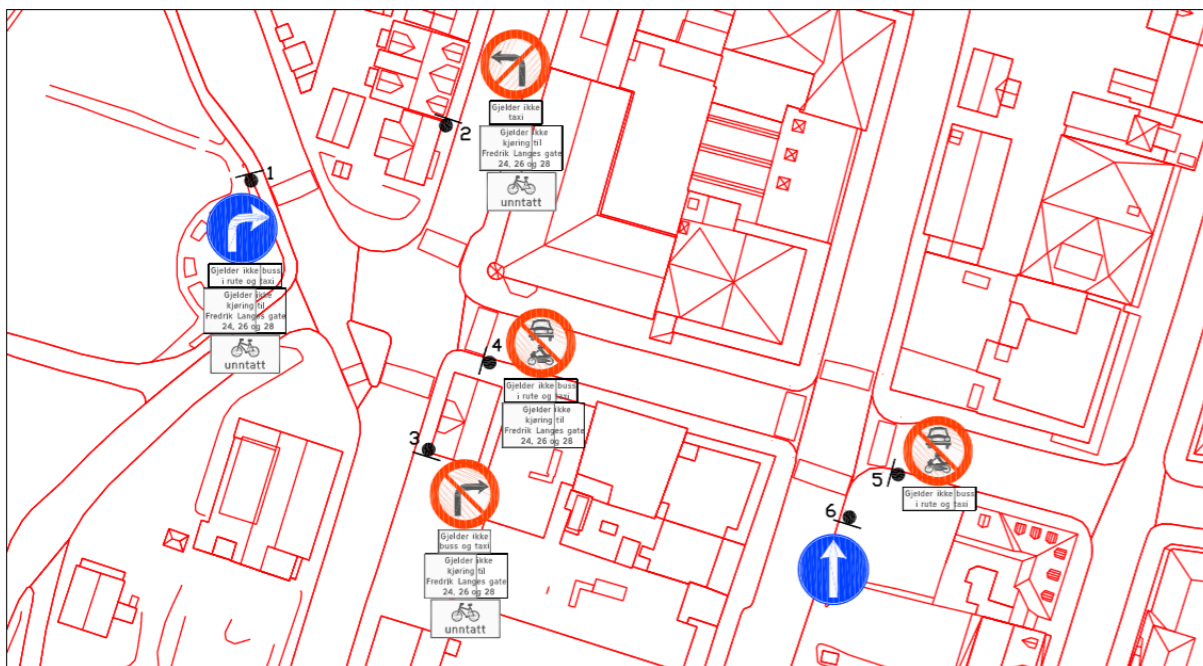 2
Gjelder ikke
taxi
Gjelder ikke
kjøring til
Fredrik Langes gate
24, 26 og 28
unntatt
1
Gjelder ikke buss
i rute og taxi
Gjelder ikke
kjøring til
Fredrik Langes gate
24, 26 og 28
unntatt
4
Gjelder ikke buss
i rute og taxi
Gjelder ikke
kjøring til
Fredrik Langes gate
24, 26 og 28
3
Gjelder ikke
buss og taxi
Gjelder ikke
kjøring til
Fredrik Langes gate
24, 26 og 28
unntatt
5
Gjelder ikke buss
i rute og taxi
6